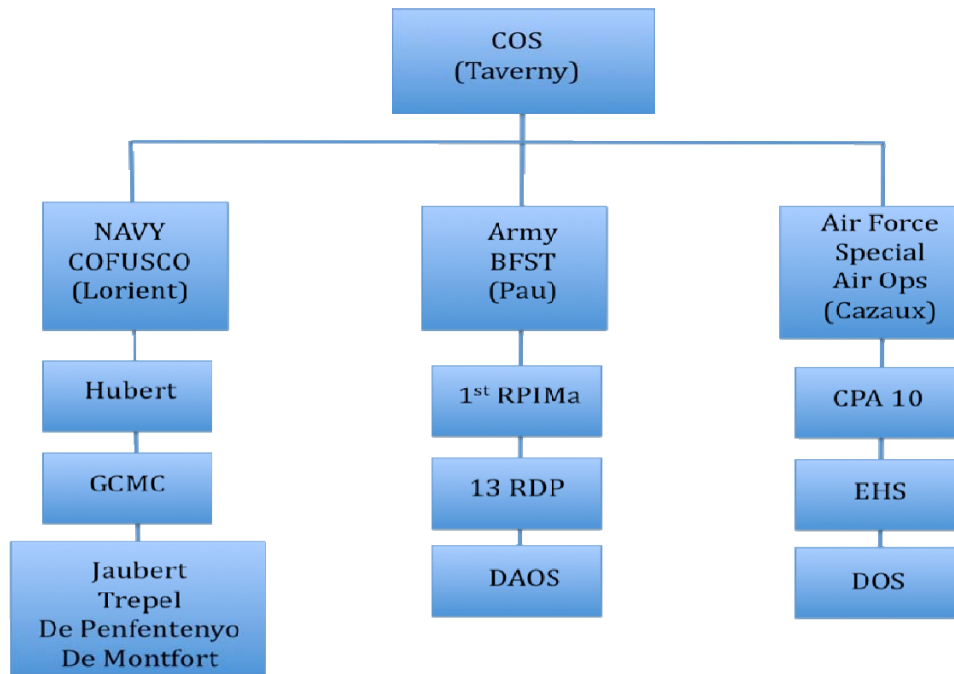 COS
(Taverny)
NAVY
COFUSCO
(Lorient)
Hubert
GCMC
Jaubert
Trepel
De Penfentenyo
De Montfort
Army
BFST
(Pau)
1st RPIMa
13 RDP
DAOS
Air Force
Special
Air Ops
(Cazaux)
CPA 10
EHS
DOS